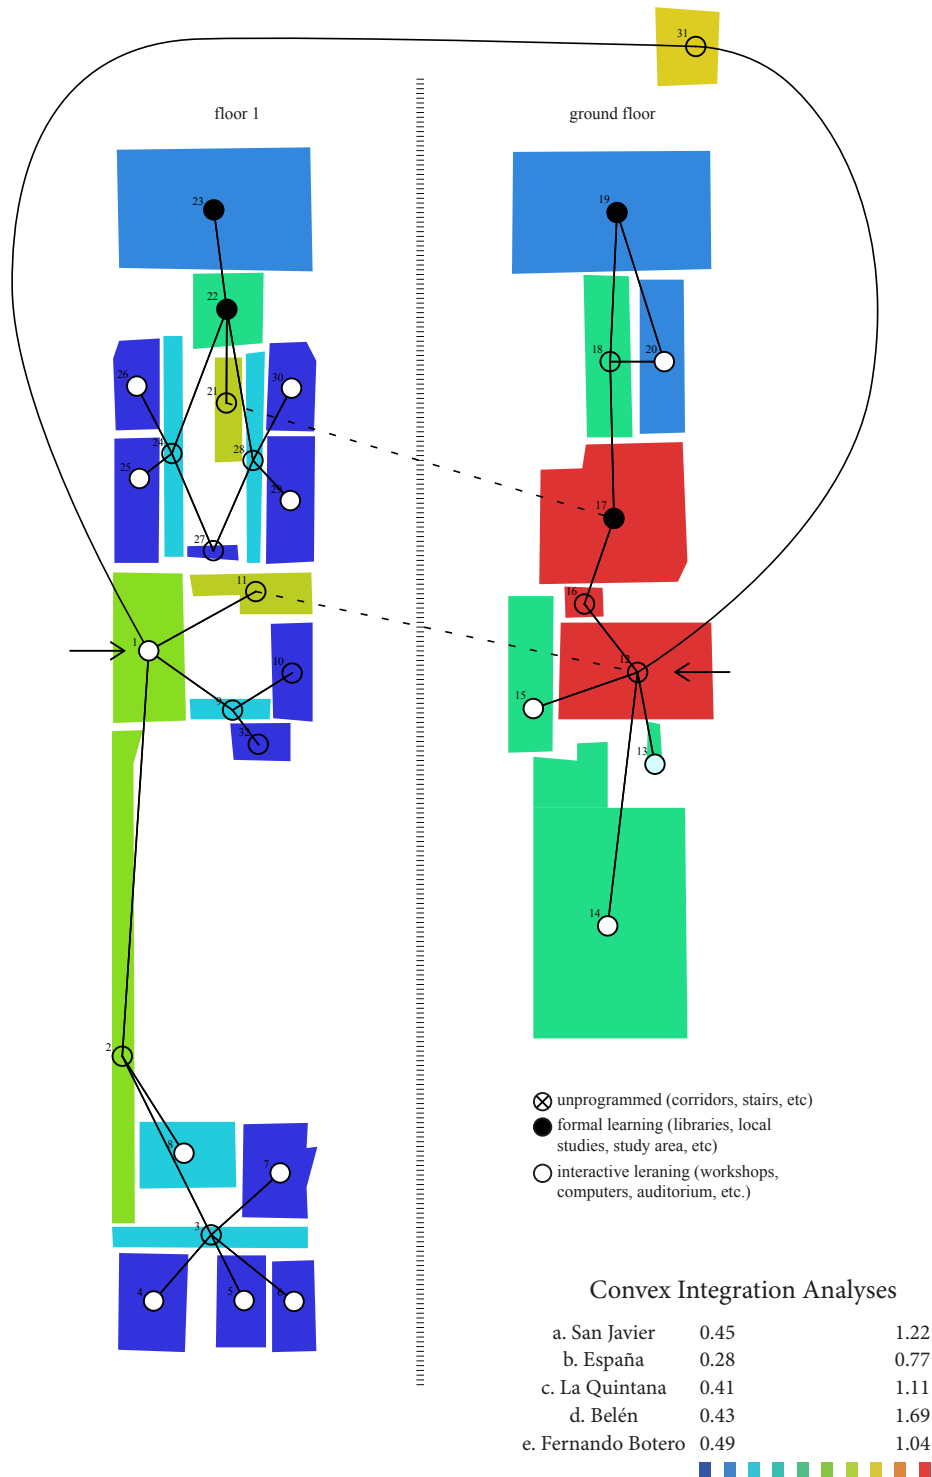 31
floor 1
ground floor
23
19
22
18
20
26
21
30
24
28
25
29
17
27
11
16
1
12
10
15
9
32
13
14
2
8
7
3
4
5
6
unprogrammed (corridors, stairs, etc)
formal learning (libraries, local
studies, study area, etc)
interactive leraning (workshops,
computers, auditorium, etc.)
Convex Integration Analyses
a. San Javier 0.45 1.22
b. España 0.28 0.77
c. La Quintana 0.41 1.11
d. Belén 0.43 1.69
e. Fernando Botero 0.49 1.04